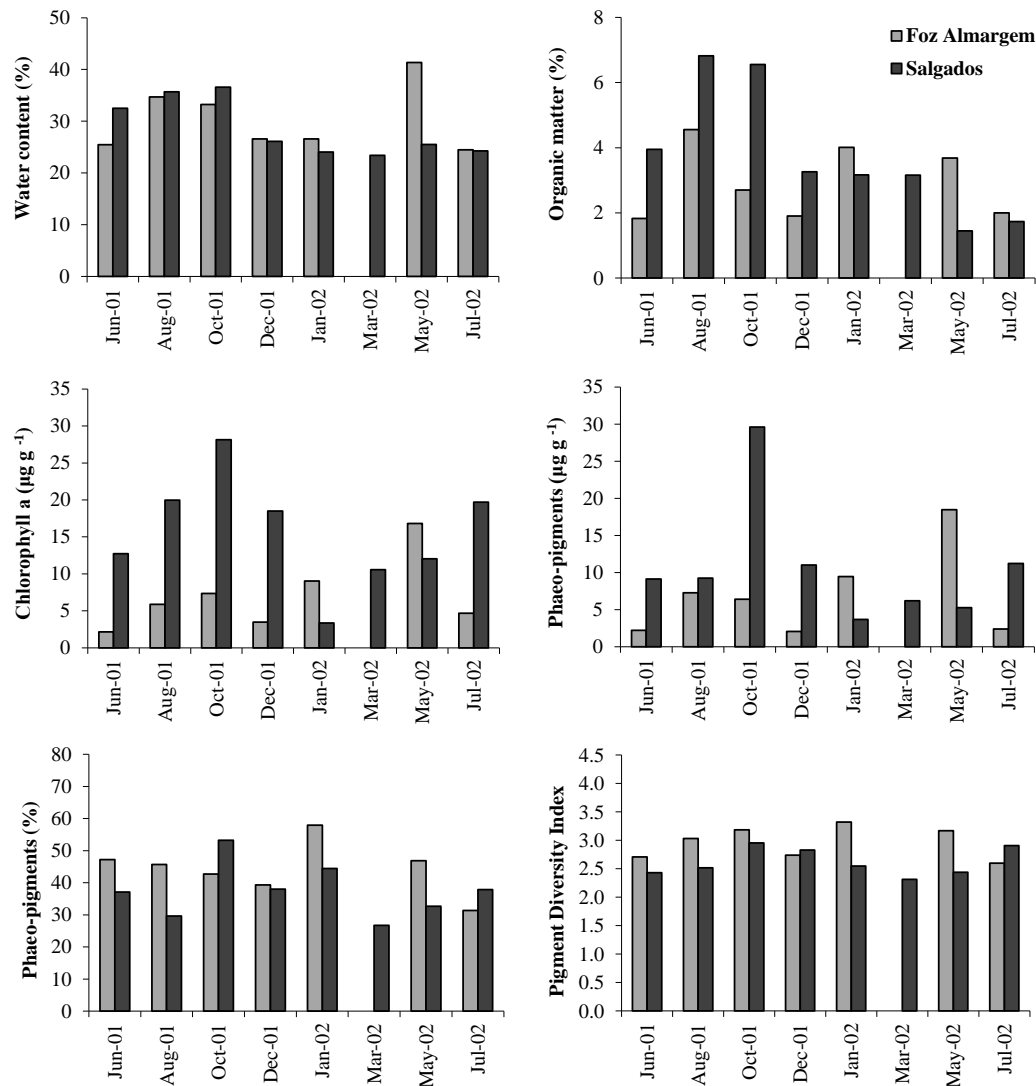 Water content (%)
50
40
30
20
10
0
Jun-01
Aug-01
Oct-01
Dec-01
Jan-02
Mar-02
May-02
Jul-02
Organic matter (%)
8
6
4
2
0
Foz Almargem
Salgados
Jun-01
Aug-01
Oct-01
Dec-01
Jan-02
Mar-02
May-02
Jul-02
Chlorophyll a (µg g⁻¹)
35
30
25
20
15
10
5
0
Jun-01
Aug-01
Oct-01
Dec-01
Jan-02
Mar-02
May-02
Jul-02
Phaeo-pigments (µg g⁻¹)
35
30
25
20
15
10
5
0
Jun-01
Aug-01
Oct-01
Dec-01
Jan-02
Mar-02
May-02
Jul-02
Phaeo-pigments (%)
80
70
60
50
40
30
20
10
0
Jun-01
Aug-01
Oct-01
Dec-01
Jan-02
Mar-02
May-02
Jul-02
Pigment Diversity Index
4.5
4.0
3.5
3.0
2.5
2.0
1.5
1.0
0.5
0.0
Jun-01
Aug-01
Oct-01
Dec-01
Jan-02
Mar-02
May-02
Jul-02